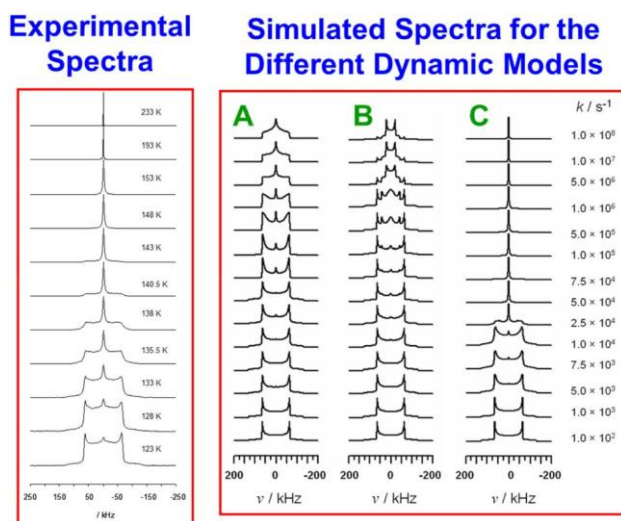 Experimental
Spectra
Simulated Spectra for the
Different Dynamic Models
233 K
193 K
153 K
148 K
143 K
140.5 K
138 K
135.5 K
133 K
128 K
123 K
250 150 50 -50 -150 -250
/ kHz
A B C k / s⁻¹
1.0 × 10⁸
1.0 × 10⁷
5.0 × 10⁶
1.0 × 10⁶
5.0 × 10⁵
1.0 × 10⁵
7.5 × 10⁴
5.0 × 10⁴
2.5 × 10⁴
1.0 × 10⁴
7.5 × 10³
5.0 × 10³
1.0 × 10³
1.0 × 10²
200 0 -200 200 0 -200 200 0 -200
ν / kHz ν / kHz ν / kHz